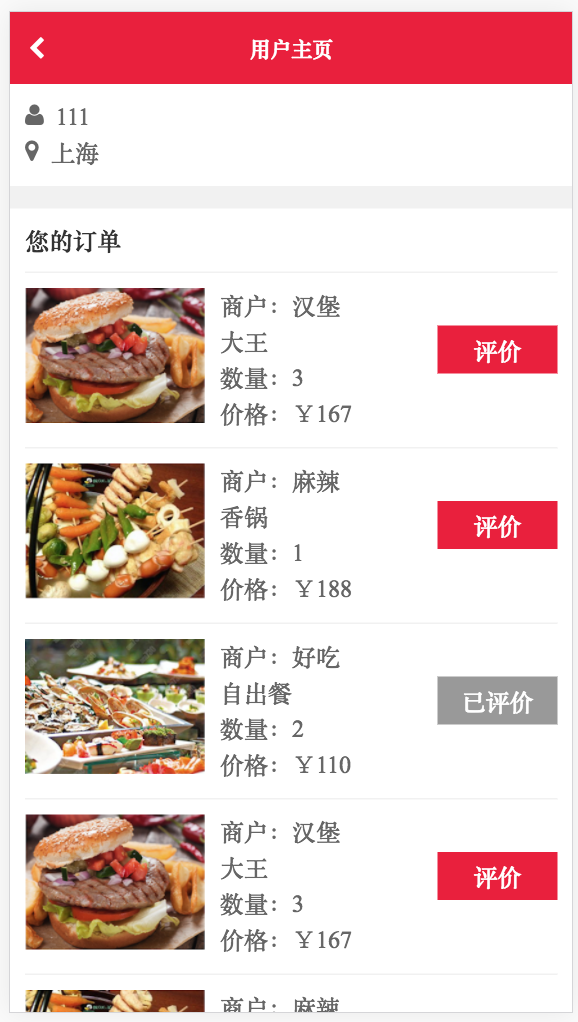 用户主页
111
上海
您的订单
商户：汉堡
大王
数量：3
价格：￥167
评价
商户：麻辣
香锅
数量：1
价格：￥188
评价
商户：好吃
自出餐
数量：2
价格：￥110
已评价
商户：汉堡
大王
数量：3
价格：￥167
评价
商户：麻辣